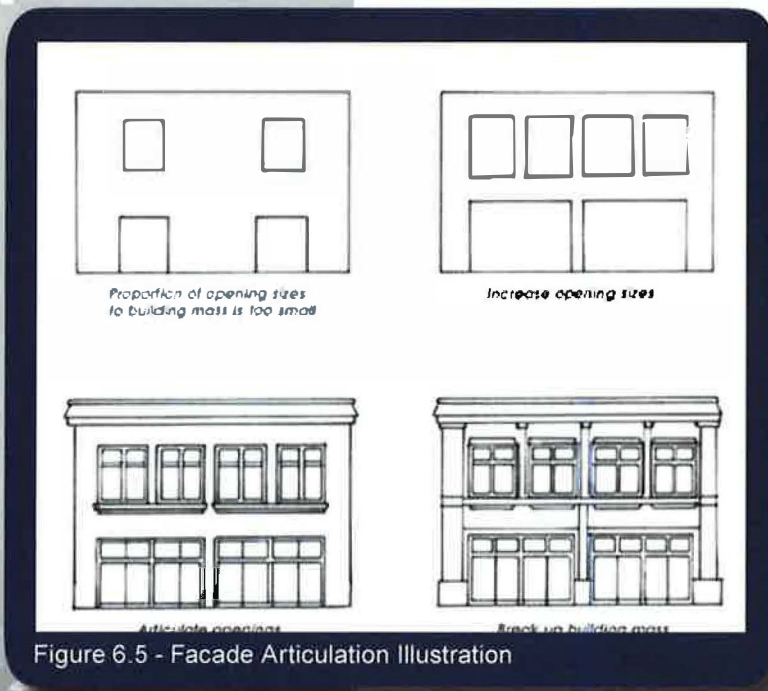 Proportion of opening sizes
to building mass is too small
Increase opening sizes
Articulate openings
Break up building mass
Figure 6.5 - Facade Articulation Illustration